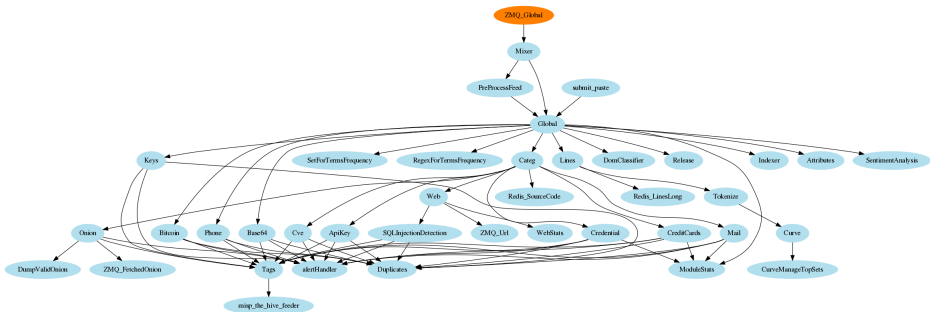 ZMQ_Global
Mixer
PreProcessFeed
submit_paste
Global
Keys
SetForTermsFrequency
RegexForTermsFrequency
Categ
Lines
DomClassifier
Release
Indexer
Attributes
SentimentAnalysis
Web
Redis_SourceCode
Redis_LinesLong
Tokenize
Onion
Bitcoin
Phone
Base64
Cve
ApiKey
SQLInjectionDetection
ZMQ_Url
WebStats
Credential
CreditCards
Mail
Curve
DumpValidOnion
ZMQ_FetchedOnion
Tags
alertHandler
Duplicates
ModuleStats
CurveManageTopSets
misp_the_hive_feeder